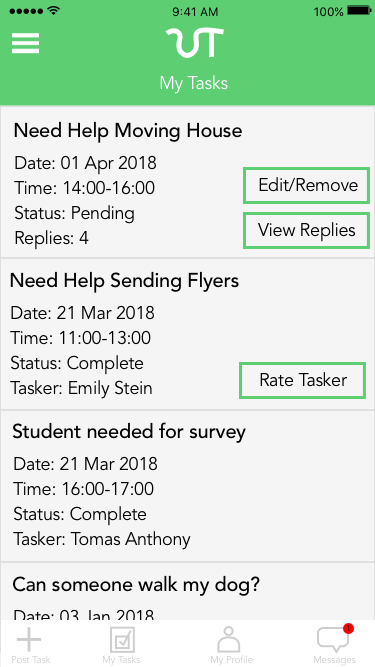 9:41 AM
100%
UT
My Tasks
Need Help Moving House
Date: 01 Apr 2018
Time: 14:00-16:00
Status: Pending
Replies: 4
Edit/Remove
View Replies
Need Help Sending Flyers
Date: 21 Mar 2018
Time: 11:00-13:00
Status: Complete
Tasker: Emily Stein
Rate Tasker
Student needed for survey
Date: 21 Mar 2018
Time: 16:00-17:00
Status: Complete
Tasker: Tomas Anthony
Can someone walk my dog?
Date: 03 Jan 2018
Post Task
My Tasks
My Profile
Messages
!